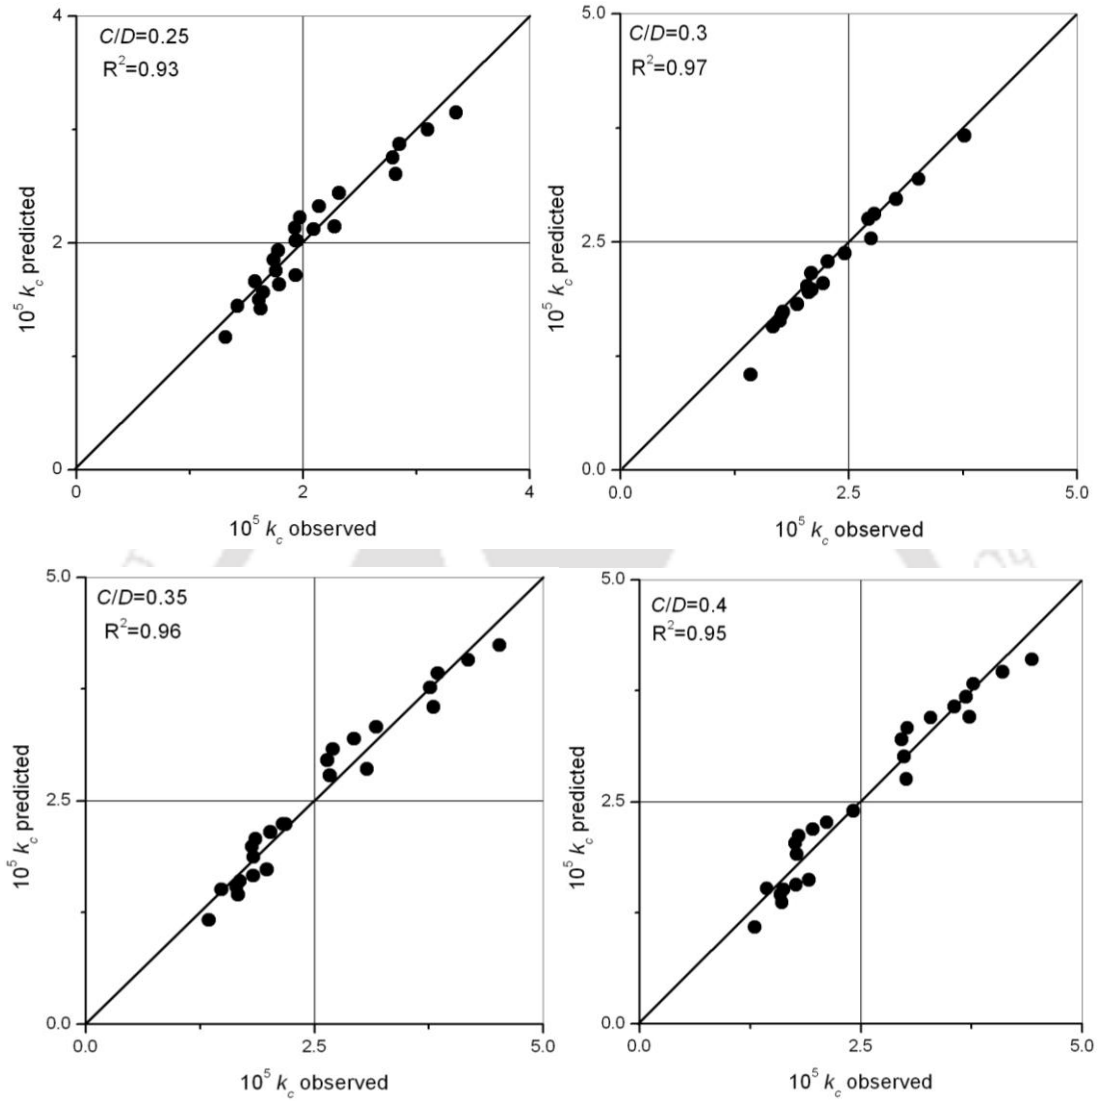 C/D=0.25
R²=0.93
4
2
0
0
2
4
10⁵ k_c predicted
10⁵ k_c observed
C/D=0.3
R²=0.97
5.0
2.5
0.0
0.0
2.5
5.0
10⁵ k_c predicted
10⁵ k_c observed
C/D=0.35
R²=0.96
5.0
2.5
0.0
0.0
2.5
5.0
10⁵ k_c predicted
10⁵ k_c observed
C/D=0.4
R²=0.95
5.0
2.5
0.0
0.0
2.5
5.0
10⁵ k_c predicted
10⁵ k_c observed